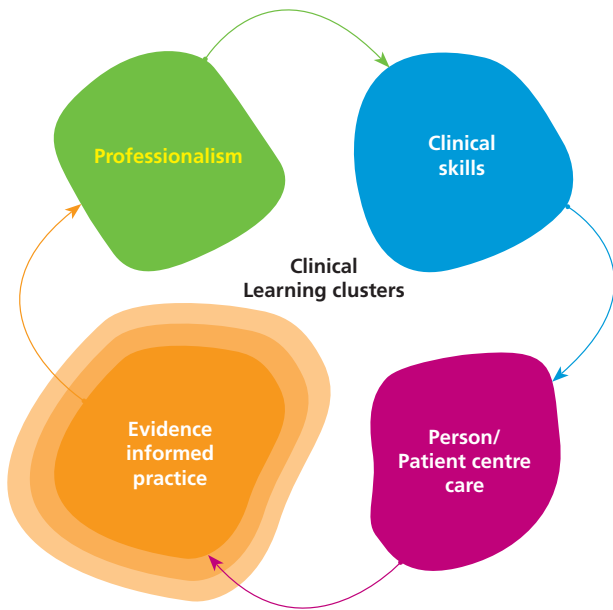 Professionalism
Clinical
skills
Clinical
Learning clusters
Evidence
informed
practice
Person/
Patient centre
care